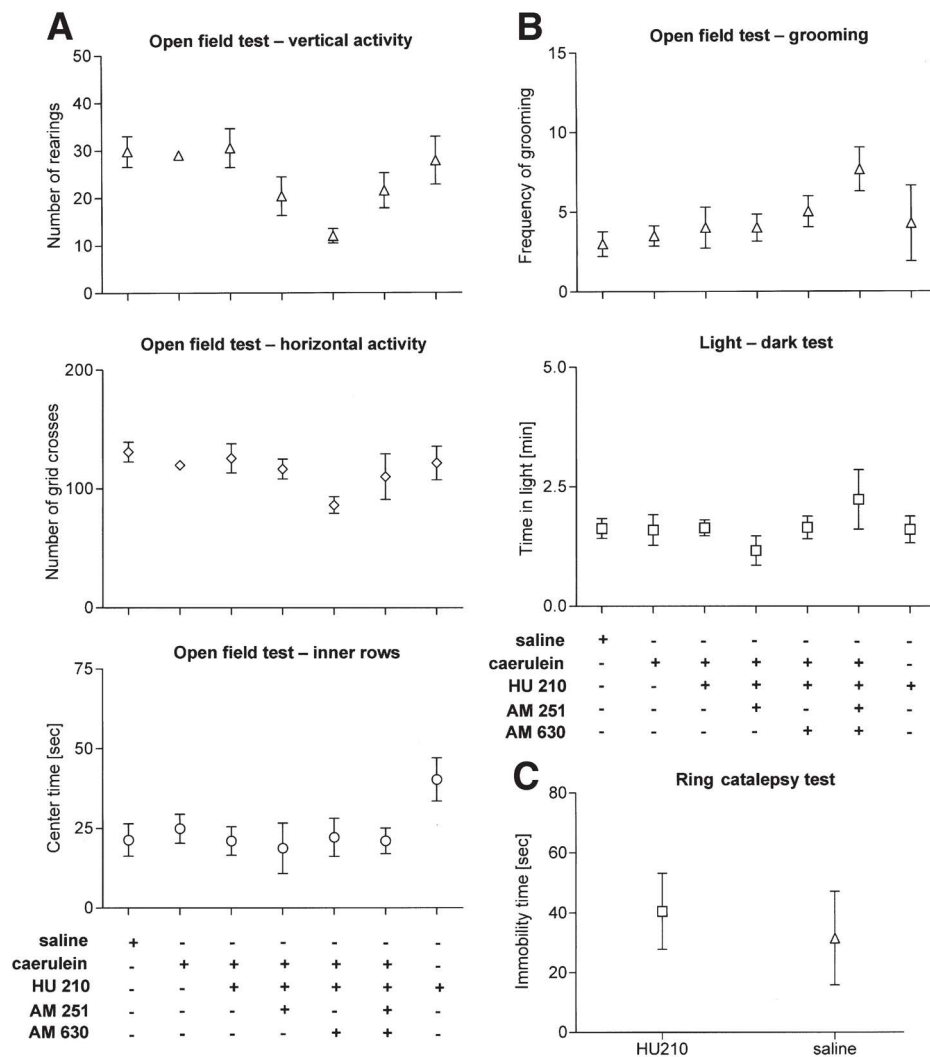 A
Open field test – vertical activity
Number of rearings
50
40
30
20
10
0
Open field test – horizontal activity
Number of grid crosses
200
100
0
Open field test – inner rows
Center time [sec]
75
50
25
0
saline + - - - - - -
caerulein - + + + + + -
HU 210 - - + + + + +
AM 251 - - - + - + -
AM 630 - - - - + + -
B
Open field test – grooming
Frequency of grooming
15
10
5
0
Light – dark test
Time in light [min]
5.0
2.5
0.0
saline + - - - - - -
caerulein - + + + + + -
HU 210 - - + + + + +
AM 251 - - - + - + -
AM 630 - - - - + + -
C
Ring catalepsy test
Immobility time [sec]
80
60
40
20
0
HU210 saline